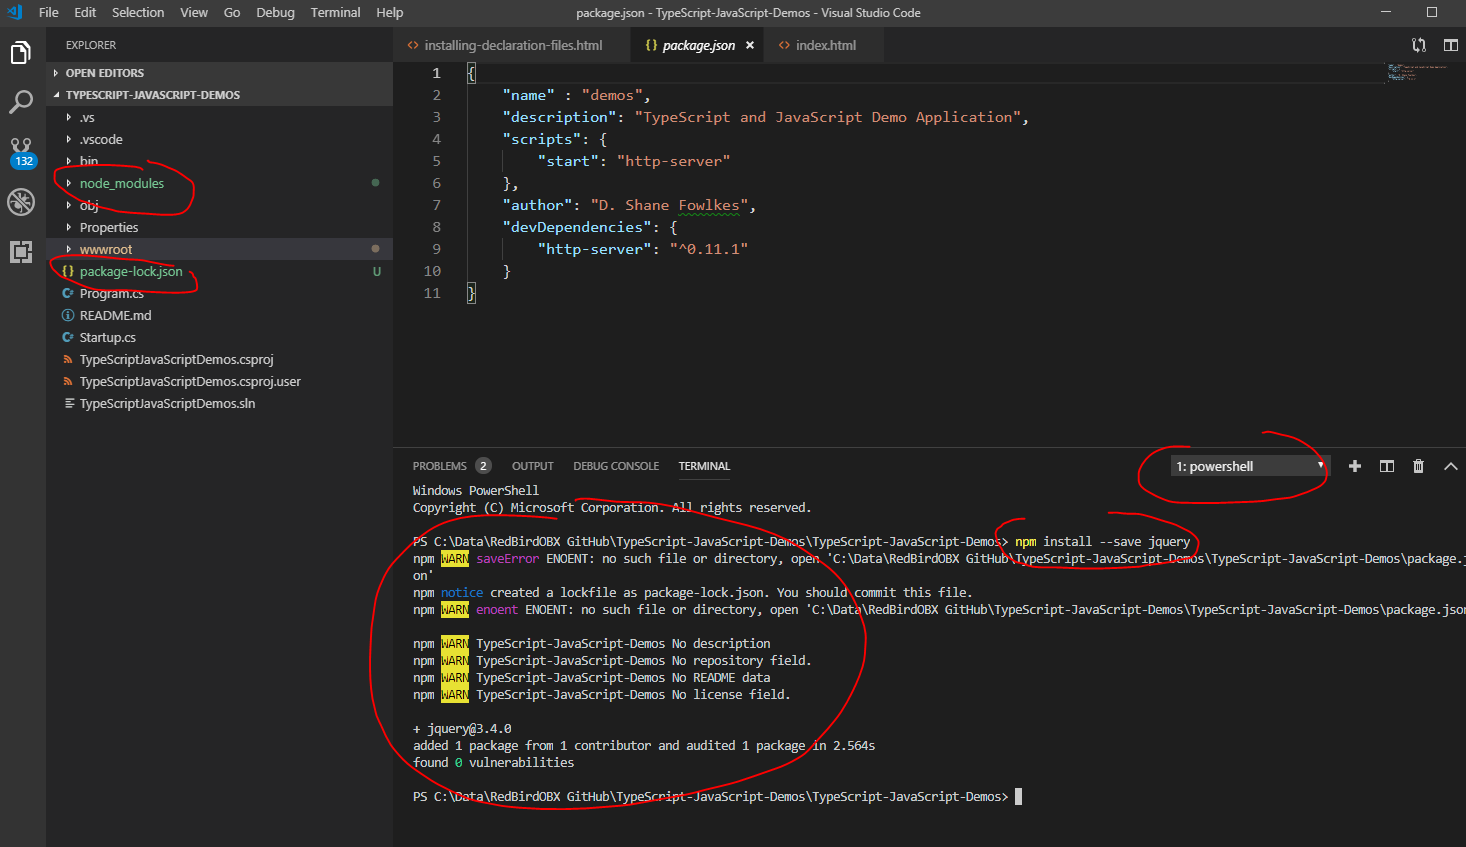 File Edit Selection View Go Debug Terminal Help
package.json - TypeScript-JavaScript-Demos - Visual Studio Code
EXPLORER
OPEN EDITORS
TYPESCRIPT-JAVASCRIPT-DEMOS
.vs
.vscode
bin
node_modules
obj
Properties
wwwroot
{} package-lock.json U
C# Program.cs
README.md
C# Startup.cs
TypeScriptJavaScriptDemos.csproj
TypeScriptJavaScriptDemos.csproj.user
TypeScriptJavaScriptDemos.sln
132
<> installing-declaration-files.html
{} package.json ×
<> index.html
1 {
2 "name" : "demos",
3 "description": "TypeScript and JavaScript Demo Application",
4 "scripts": {
5 "start": "http-server"
6 },
7 "author": "D. Shane Fowlkes",
8 "devDependencies": {
9 "http-server": "^0.11.1"
10 }
11 }
PROBLEMS 2 OUTPUT DEBUG CONSOLE TERMINAL
1: powershell
Windows PowerShell
Copyright (C) Microsoft Corporation. All rights reserved.
PS C:\Data\RedBirdOBX GitHub\TypeScript-JavaScript-Demos\TypeScript-JavaScript-Demos> npm install --save jquery
npm WARN saveError ENOENT: no such file or directory, open 'C:\Data\RedBirdOBX GitHub\TypeScript-JavaScript-Demos\TypeScript-JavaScript-Demos\package.j
on'
npm notice created a lockfile as package-lock.json. You should commit this file.
npm WARN enoent ENOENT: no such file or directory, open 'C:\Data\RedBirdOBX GitHub\TypeScript-JavaScript-Demos\TypeScript-JavaScript-Demos\package.json
npm WARN TypeScript-JavaScript-Demos No description
npm WARN TypeScript-JavaScript-Demos No repository field.
npm WARN TypeScript-JavaScript-Demos No README data
npm WARN TypeScript-JavaScript-Demos No license field.
+ jquery@3.4.0
added 1 package from 1 contributor and audited 1 package in 2.564s
found 0 vulnerabilities
PS C:\Data\RedBirdOBX GitHub\TypeScript-JavaScript-Demos\TypeScript-JavaScript-Demos>